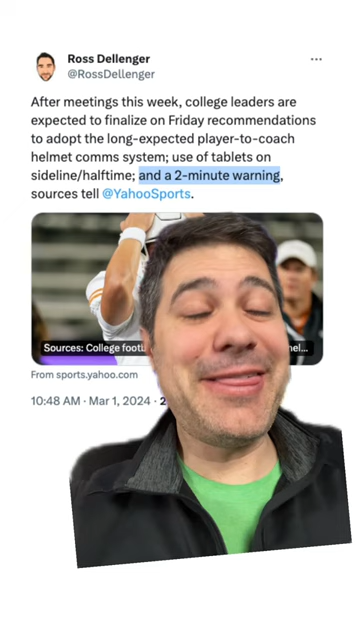 Ross Dellenger
@RossDellenger
After meetings this week, college leaders are
expected to finalize on Friday recommendations
to adopt the long-expected player-to-coach
helmet comms system; use of tablets on
sideline/halftime; and a 2-minute warning,
sources tell @YahooSports.
Sources: College
From sports.yahoo.com
10:48 AM · Mar 1, 2024 ·